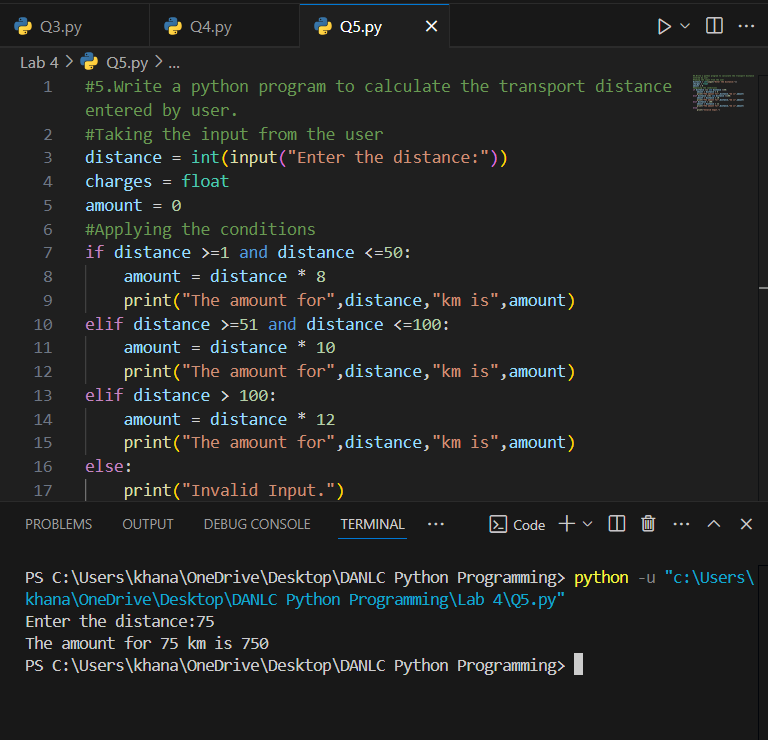 Q3.py Q4.py Q5.py
Lab 4 > Q5.py > ...
1 #5.Write a python program to calculate the transport distance
entered by user.
2 #Taking the input from the user
3 distance = int(input("Enter the distance:"))
4 charges = float
5 amount = 0
6 #Applying the conditions
7 if distance >=1 and distance <=50:
8 amount = distance * 8
9 print("The amount for",distance,"km is",amount)
10 elif distance >=51 and distance <=100:
11 amount = distance * 10
12 print("The amount for",distance,"km is",amount)
13 elif distance > 100:
14 amount = distance * 12
15 print("The amount for",distance,"km is",amount)
16 else:
17 print("Invalid Input.")
PROBLEMS OUTPUT DEBUG CONSOLE TERMINAL ... Code
PS C:\Users\khana\OneDrive\Desktop\DANLC Python Programming> python -u "c:\Users\
khana\OneDrive\Desktop\DANLC Python Programming\Lab 4\Q5.py"
Enter the distance:75
The amount for 75 km is 750
PS C:\Users\khana\OneDrive\Desktop\DANLC Python Programming>